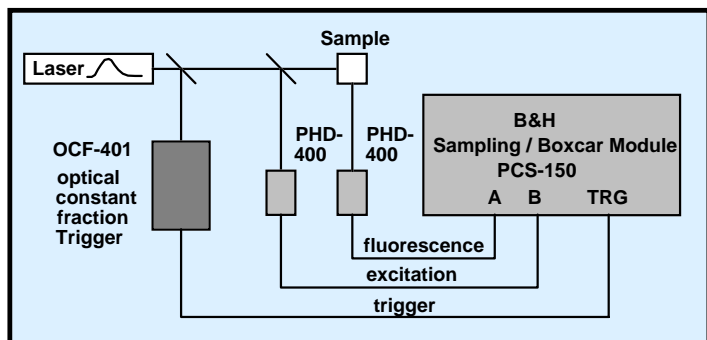 Sample
Laser
PHD-
400
PHD-
400
OCF-401
optical
constant
fraction
Trigger
B&H
Sampling / Boxcar Module
PCS-150
A B TRG
fluorescence
excitation
trigger